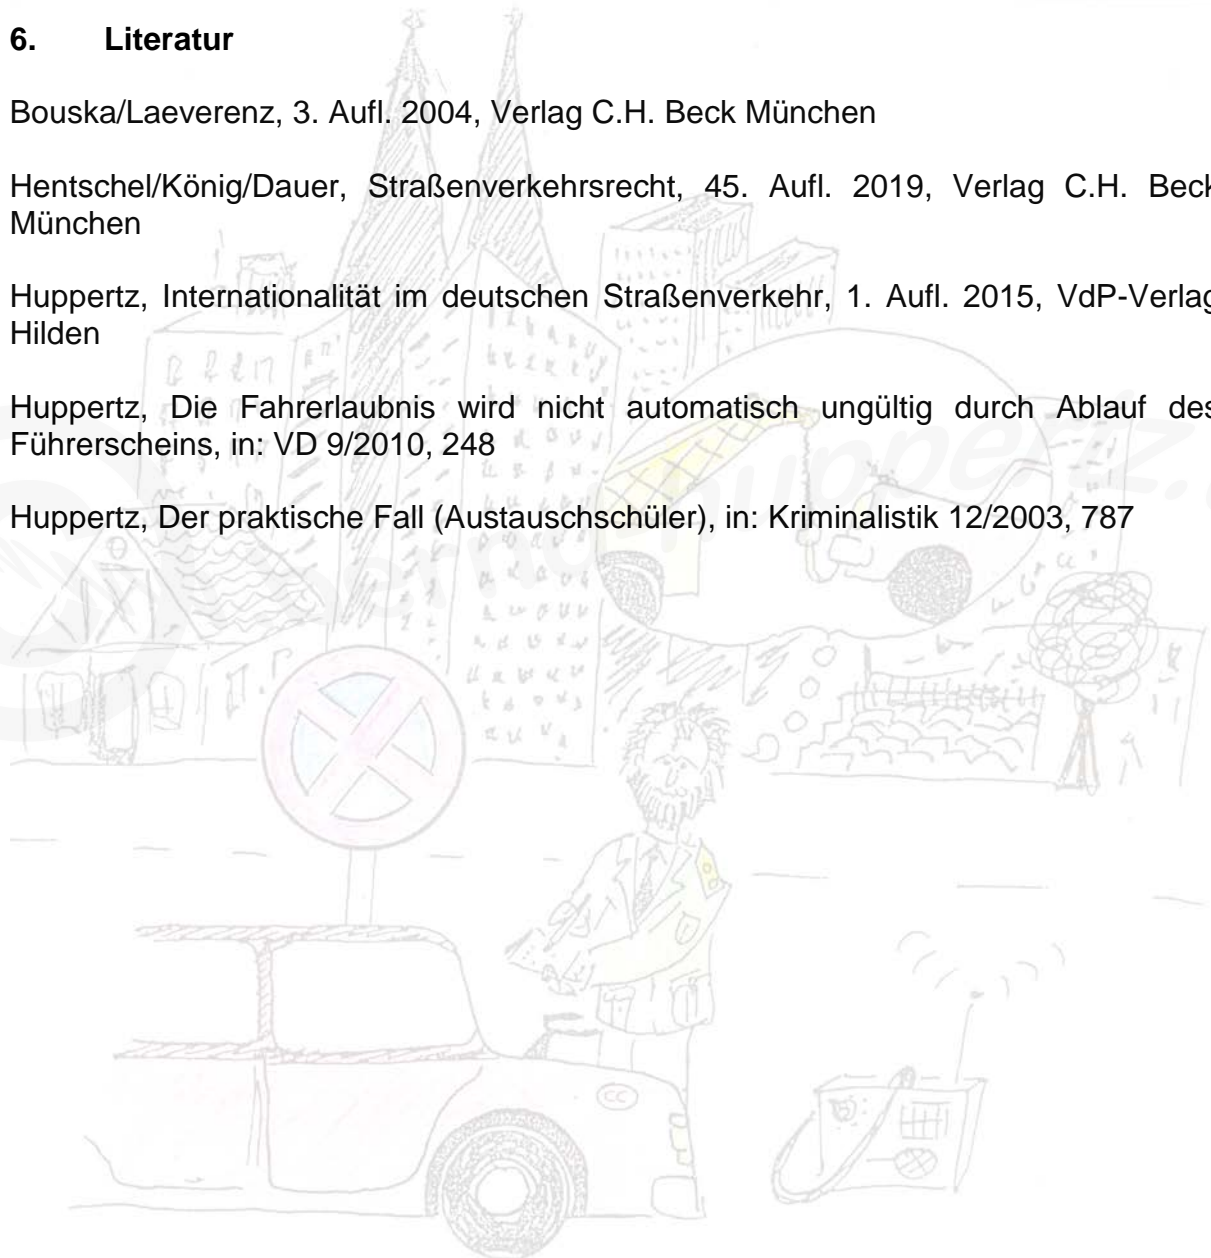 6. Literatur
Bouska/Laeverenz, 3. Aufl. 2004, Verlag C.H. Beck München
Hentschel/König/Dauer, Straßenverkehrsrecht, 45. Aufl. 2019, Verlag C.H. Beck
München
Huppertz, Internationalität im deutschen Straßenverkehr, 1. Aufl. 2015, VdP-Verlag
Hilden
Huppertz, Die Fahrerlaubnis wird nicht automatisch ungültig durch Ablauf des
Führerscheins, in: VD 9/2010, 248
Huppertz, Der praktische Fall (Austauschschüler), in: Kriminalistik 12/2003, 787
bernd huppertz.
CC